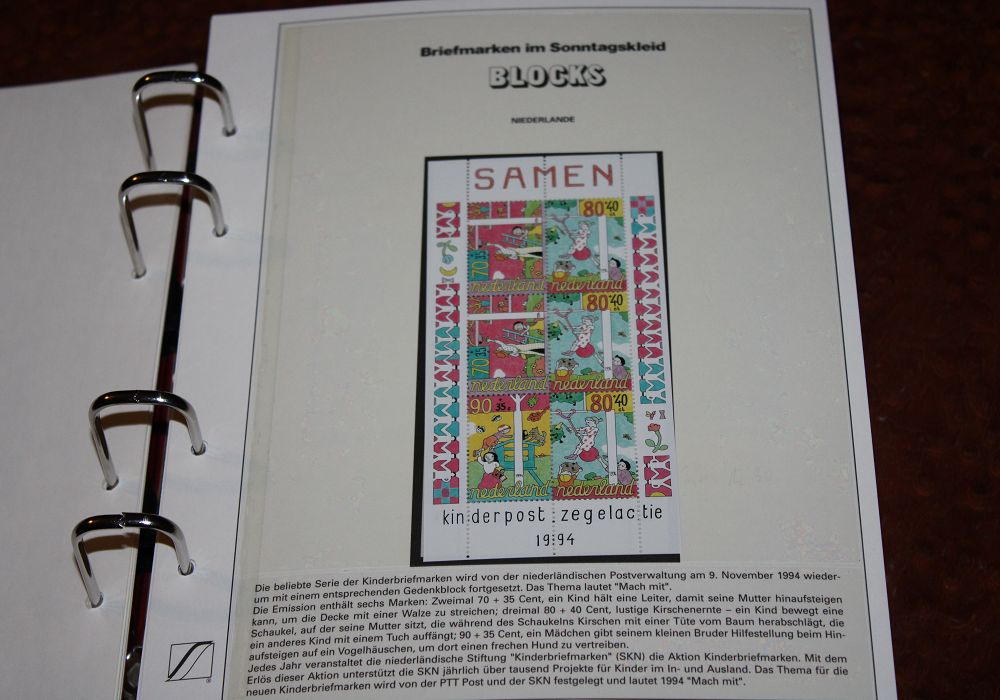 Briefmarken im Sonntagskleid
BLOCKS
NIEDERLANDE
SAMEN
80 +40 ct
70 +35
nederland nederland
80 +40 ct
70 +35
nederland nederland
90 +35 c
80 +40 ct
nederland nederland
kinderpostzegelactie
1994
Die beliebte Serie der Kinderbriefmarken wird von der niederländischen Postverwaltung am 9. November 1994 wieder-
um mit einem entsprechenden Gedenkblock fortgesetzt. Das Thema lautet "Mach mit".
Die Emission enthält sechs Marken: Zweimal 70 + 35 Cent, ein Kind hält eine Leiter, damit seine Mutter hinaufsteigen
kann, um die Decke mit einer Walze zu streichen; dreimal 80 + 40 Cent, lustige Kirschenernte – ein Kind bewegt eine
Schaukel, auf der seine Mutter sitzt, die während des Schaukelns Kirschen mit einer Tüte vom Baum herabschlägt, die
ein anderes Kind mit einem Tuch auffängt; 90 + 35 Cent, ein Mädchen gibt seinem kleinen Bruder Hilfestellung beim Hin-
aufsteigen auf ein Vogelhäuschen, um dort einen frechen Hund zu vertreiben.
Jedes Jahr veranstaltet die niederländische Stiftung "Kinderbriefmarken" (SKN) die Aktion Kinderbriefmarken. Mit dem
Erlös dieser Aktion unterstützt die SKN jährlich über tausend Projekte für Kinder im In- und Ausland. Das Thema für die
neuen Kinderbriefmarken wird von der PTT Post und der SKN festgelegt und lautet 1994 "Mach mit".